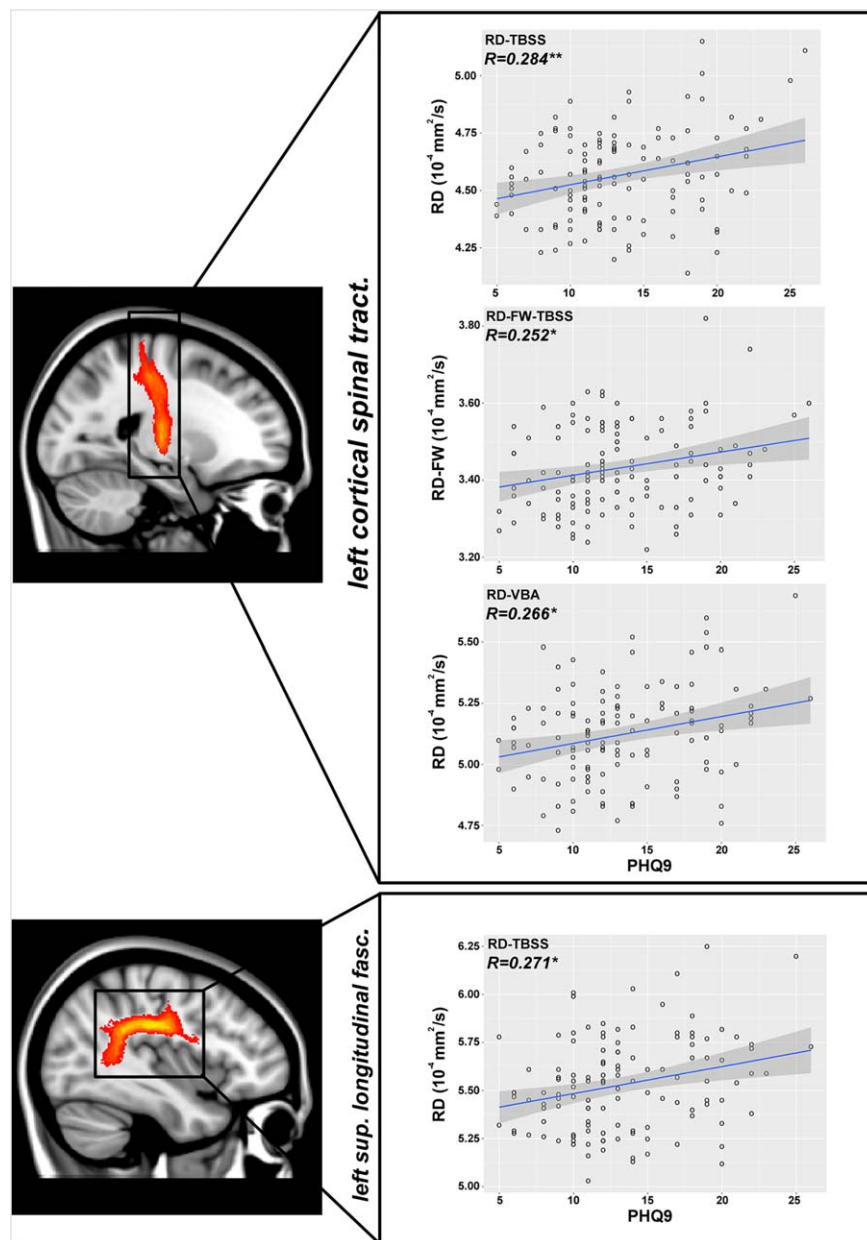 RD-TBSS
R=0.284**
RD (10⁻⁴ mm²/s)
5.00
4.75
4.50
4.25
5 10 15 20 25
left cortical spinal tract.
RD-FW-TBSS
R=0.252*
RD-FW (10⁻⁴ mm²/s)
3.80
3.60
3.40
3.20
5 10 15 20 25
RD-VBA
R=0.266*
RD (10⁻⁴ mm²/s)
5.50
5.25
5.00
4.75
5 10 15 20 25
PHQ9
left sup. longitudinal fasc.
RD-TBSS
R=0.271*
RD (10⁻⁴ mm²/s)
6.25
6.00
5.75
5.50
5.25
5.00
5 10 15 20 25
PHQ9